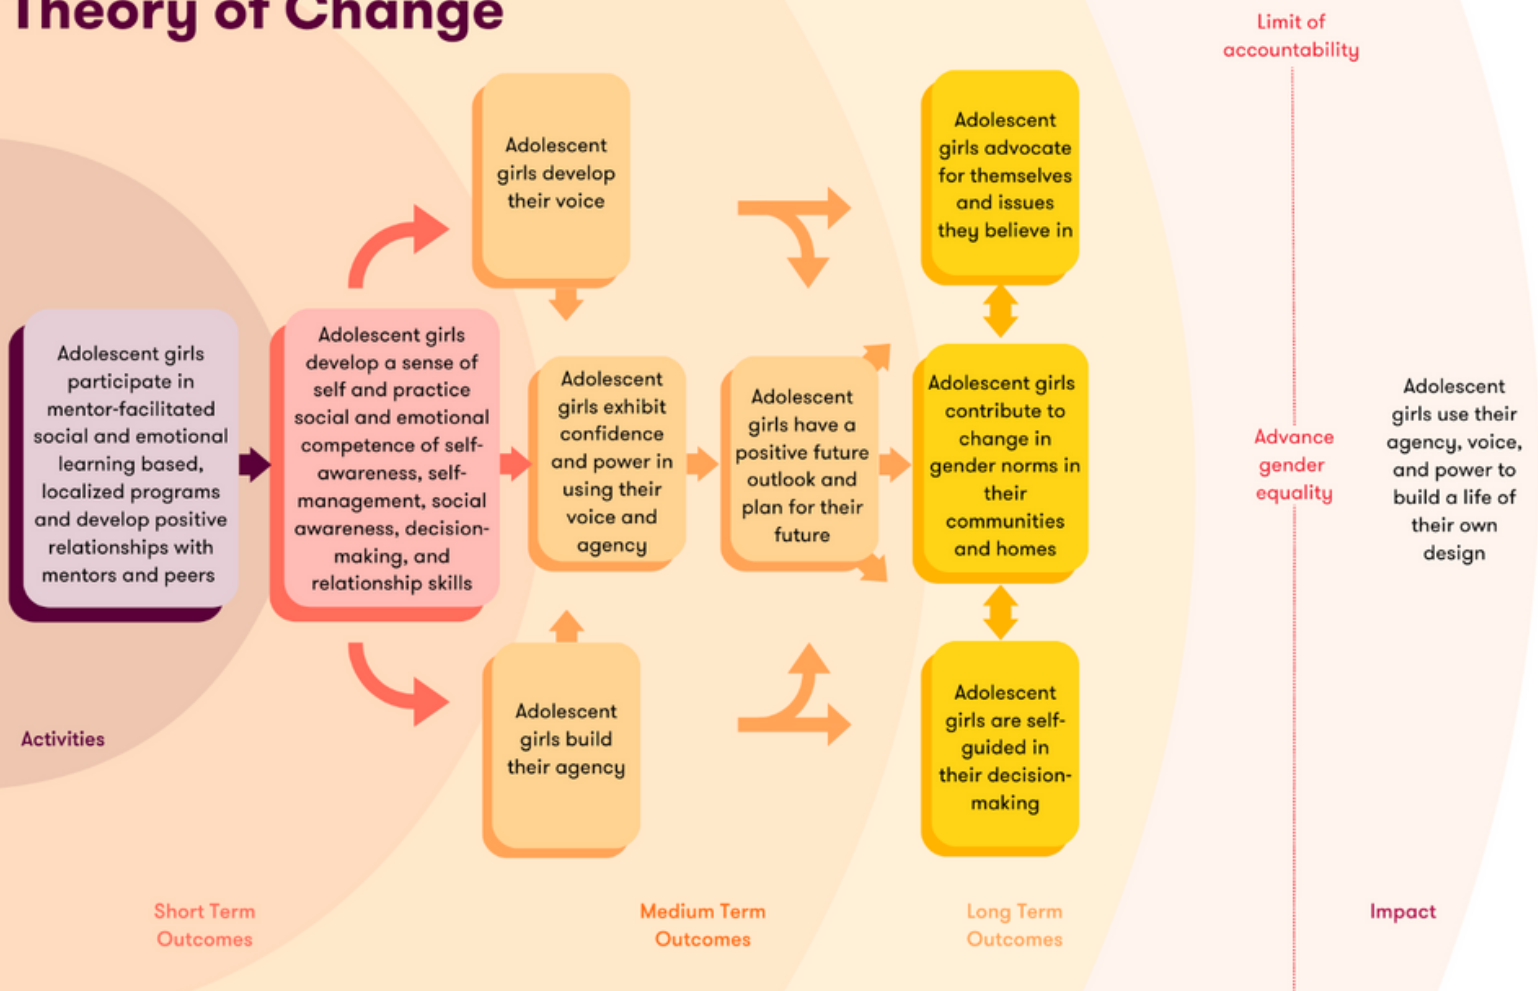 Theory of Change
Limit of
accountability
Adolescent girls
participate in
mentor-facilitated
social and emotional
learning based,
localized programs
and develop positive
relationships with
mentors and peers
Adolescent girls
develop a sense of
self and practice
social and emotional
competence of self-
awareness, self-
management, social
awareness, decision-
making, and
relationship skills
Adolescent
girls develop
their voice
Adolescent
girls exhibit
confidence
and power in
using their
voice and
agency
Adolescent
girls build
their agency
Adolescent
girls have a
positive future
outlook and
plan for their
future
Adolescent
girls advocate
for themselves
and issues
they believe in
Adolescent girls
contribute to
change in
gender norms in
their
communities
and homes
Adolescent
girls are self-
guided in
their decision-
making
Advance
gender
equality
Adolescent
girls use their
agency, voice,
and power to
build a life of
their own
design
Activities
Short Term
Outcomes
Medium Term
Outcomes
Long Term
Outcomes
Impact